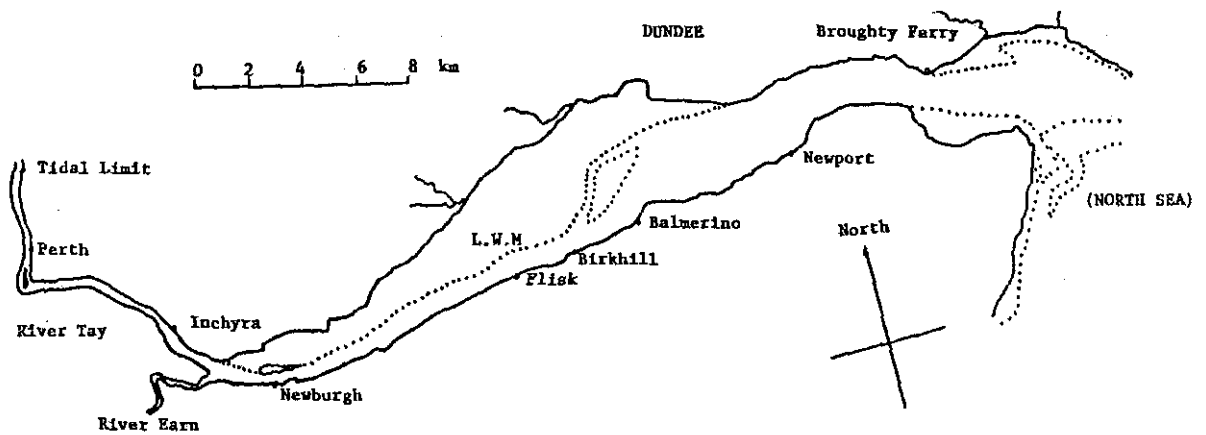 DUNDEE
Broughty Ferry
0 2 4 6 8 km
Tidal Limit
Newport
(NORTH SEA)
Balmerino
North
L.W.M
Perth
Birkhill
Flisk
Inchyra
River Tay
Newburgh
River Earn